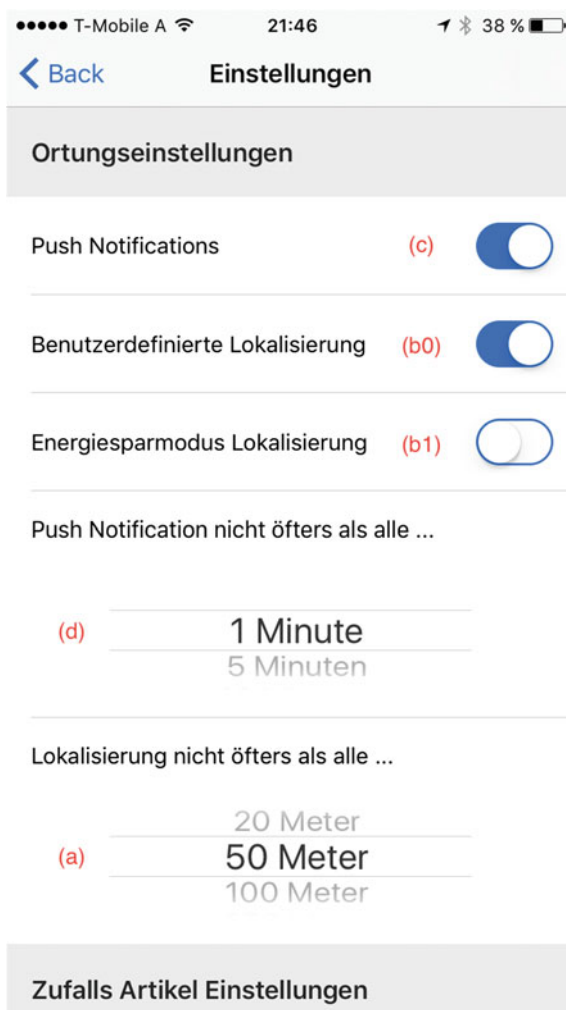 T-Mobile A 21:46 38 %
Back Einstellungen
Ortungseinstellungen
Push Notifications (c)
Benutzerdefinierte Lokalisierung (b0)
Energiesparmodus Lokalisierung (b1)
Push Notification nicht öfters als alle ...
(d) 1 Minute
5 Minuten
Lokalisierung nicht öfters als alle ...
20 Meter
(a) 50 Meter
100 Meter
Zufalls Artikel Einstellungen